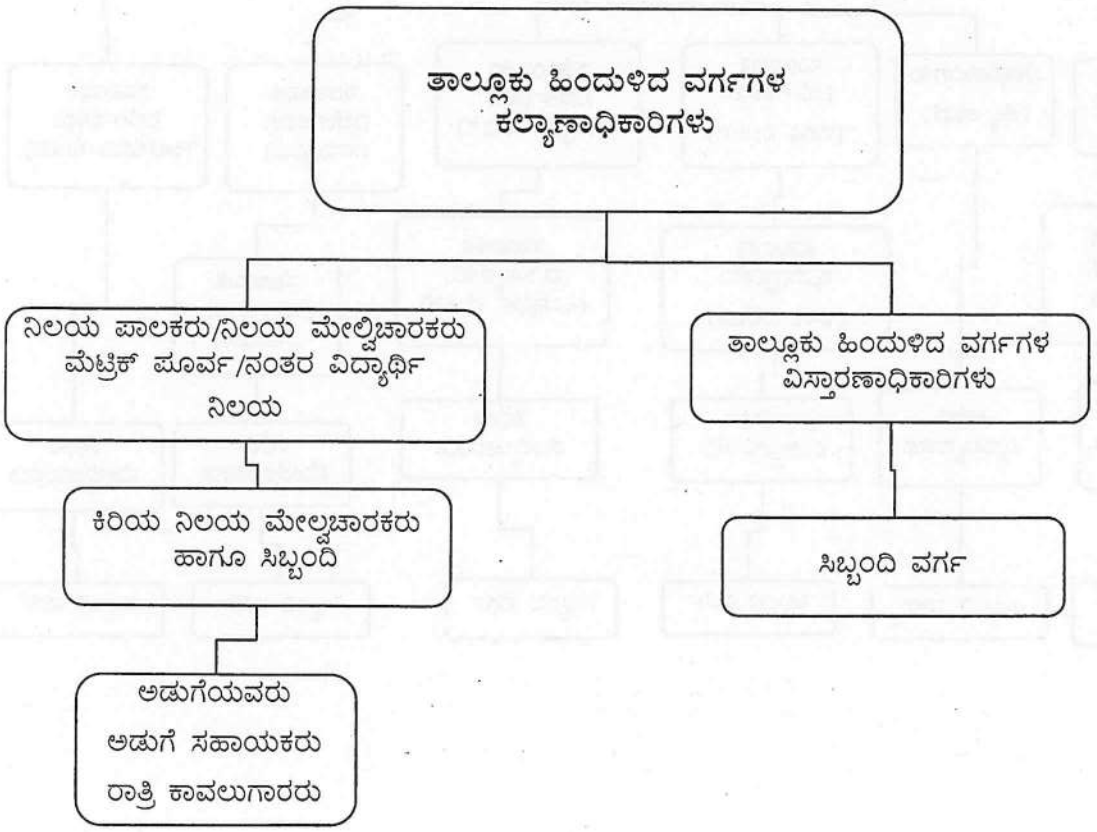 ತಾಲ್ಲೂಕು ಹಿಂದುಳಿದ ವರ್ಗಗಳ
ಕಲ್ಯಾಣಾಧಿಕಾರಿಗಳು
ನಿಲಯ ಪಾಲಕರು/ನಿಲಯ ಮೇಲ್ವಿಚಾರಕರು
ಮೆಟ್ರಿಕ್ ಪೂರ್ವ/ನಂತರ ವಿದ್ಯಾರ್ಥಿ
ನಿಲಯ
ತಾಲ್ಲೂಕು ಹಿಂದುಳಿದ ವರ್ಗಗಳ
ವಿಸ್ತಾರಣಾಧಿಕಾರಿಗಳು
ಕಿರಿಯ ನಿಲಯ ಮೇಲ್ವಚಾರಕರು
ಹಾಗೂ ಸಿಬ್ಬಂದಿ
ಸಿಬ್ಬಂದಿ ವರ್ಗ
ಅಡುಗೆಯವರು
ಅಡುಗೆ ಸಹಾಯಕರು
ರಾತ್ರಿ ಕಾವಲುಗಾರರು